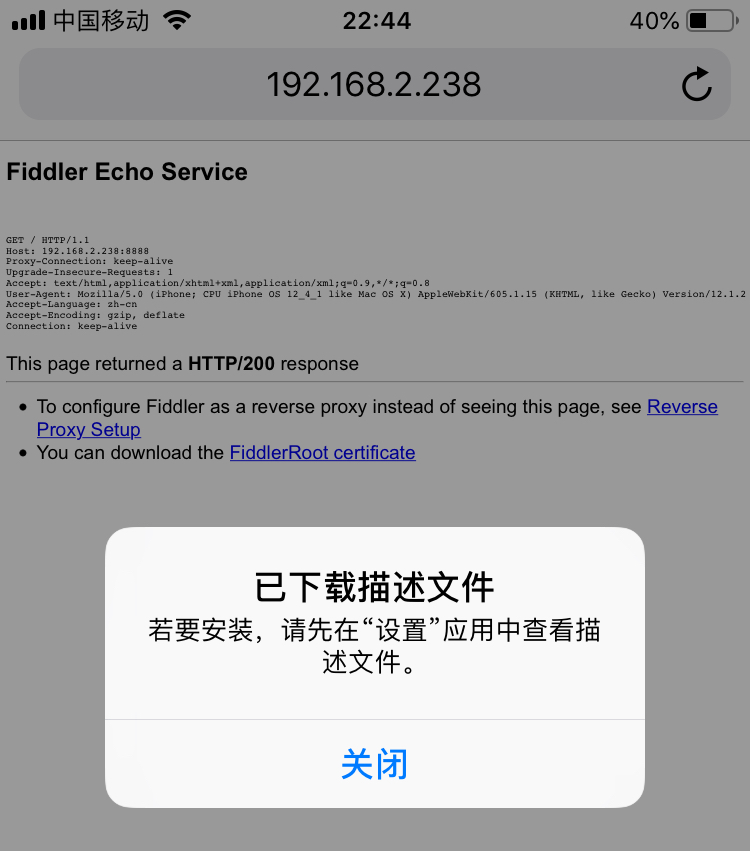 中国移动 22:44 40%
192.168.2.238
Fiddler Echo Service
GET / HTTP/1.1
Host: 192.168.2.238:8888
Proxy-Connection: keep-alive
Upgrade-Insecure-Requests: 1
Accept: text/html,application/xhtml+xml,application/xml;q=0.9,*/*;q=0.8
User-Agent: Mozilla/5.0 (iPhone; CPU iPhone OS 12_4_1 like Mac OS X) AppleWebKit/605.1.15 (KHTML, like Gecko) Version/12.1.2
Accept-Language: zh-cn
Accept-Encoding: gzip, deflate
Connection: keep-alive
This page returned a HTTP/200 response
• To configure Fiddler as a reverse proxy instead of seeing this page, see Reverse
Proxy Setup
• You can download the FiddlerRoot certificate
已下载描述文件
若要安装，请先在“设置”应用中查看描
述文件。
关闭